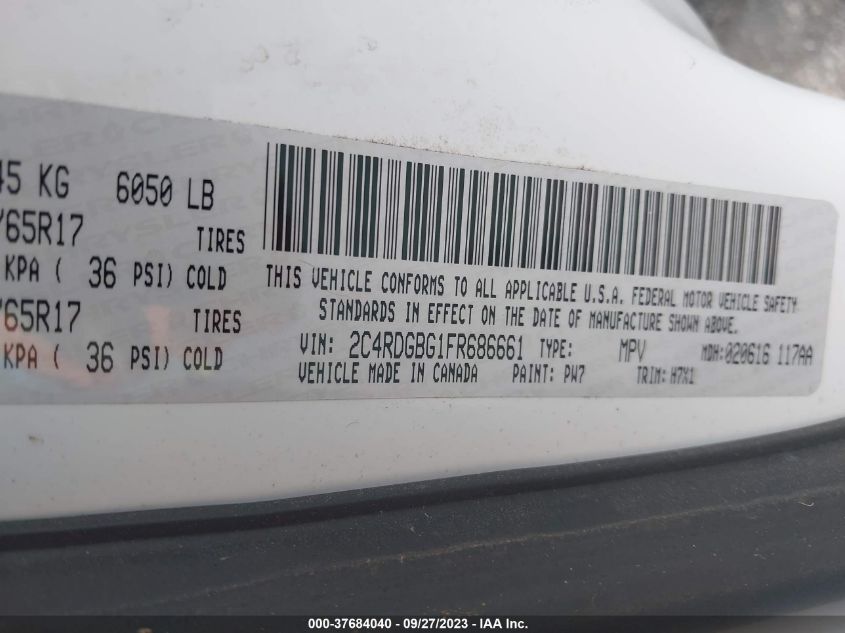 45 KG 6050 LB
65R17 TIRES
KPA ( 36 PSI) COLD
65R17 TIRES
KPA ( 36 PSI) COLD
THIS VEHICLE CONFORMS TO ALL APPLICABLE U.S.A. FEDERAL MOTOR VEHICLE SAFETY
STANDARDS IN EFFECT ON THE DATE OF MANUFACTURE SHOWN ABOVE.
VIN: 2C4RDGBG1FR686661 TYPE: MPV MDH:020616 117AA
VEHICLE MADE IN CANADA PAINT: PW7 TRIM: H7X1
000-37684040 / 09/27/2023 - © IAA, Inc.